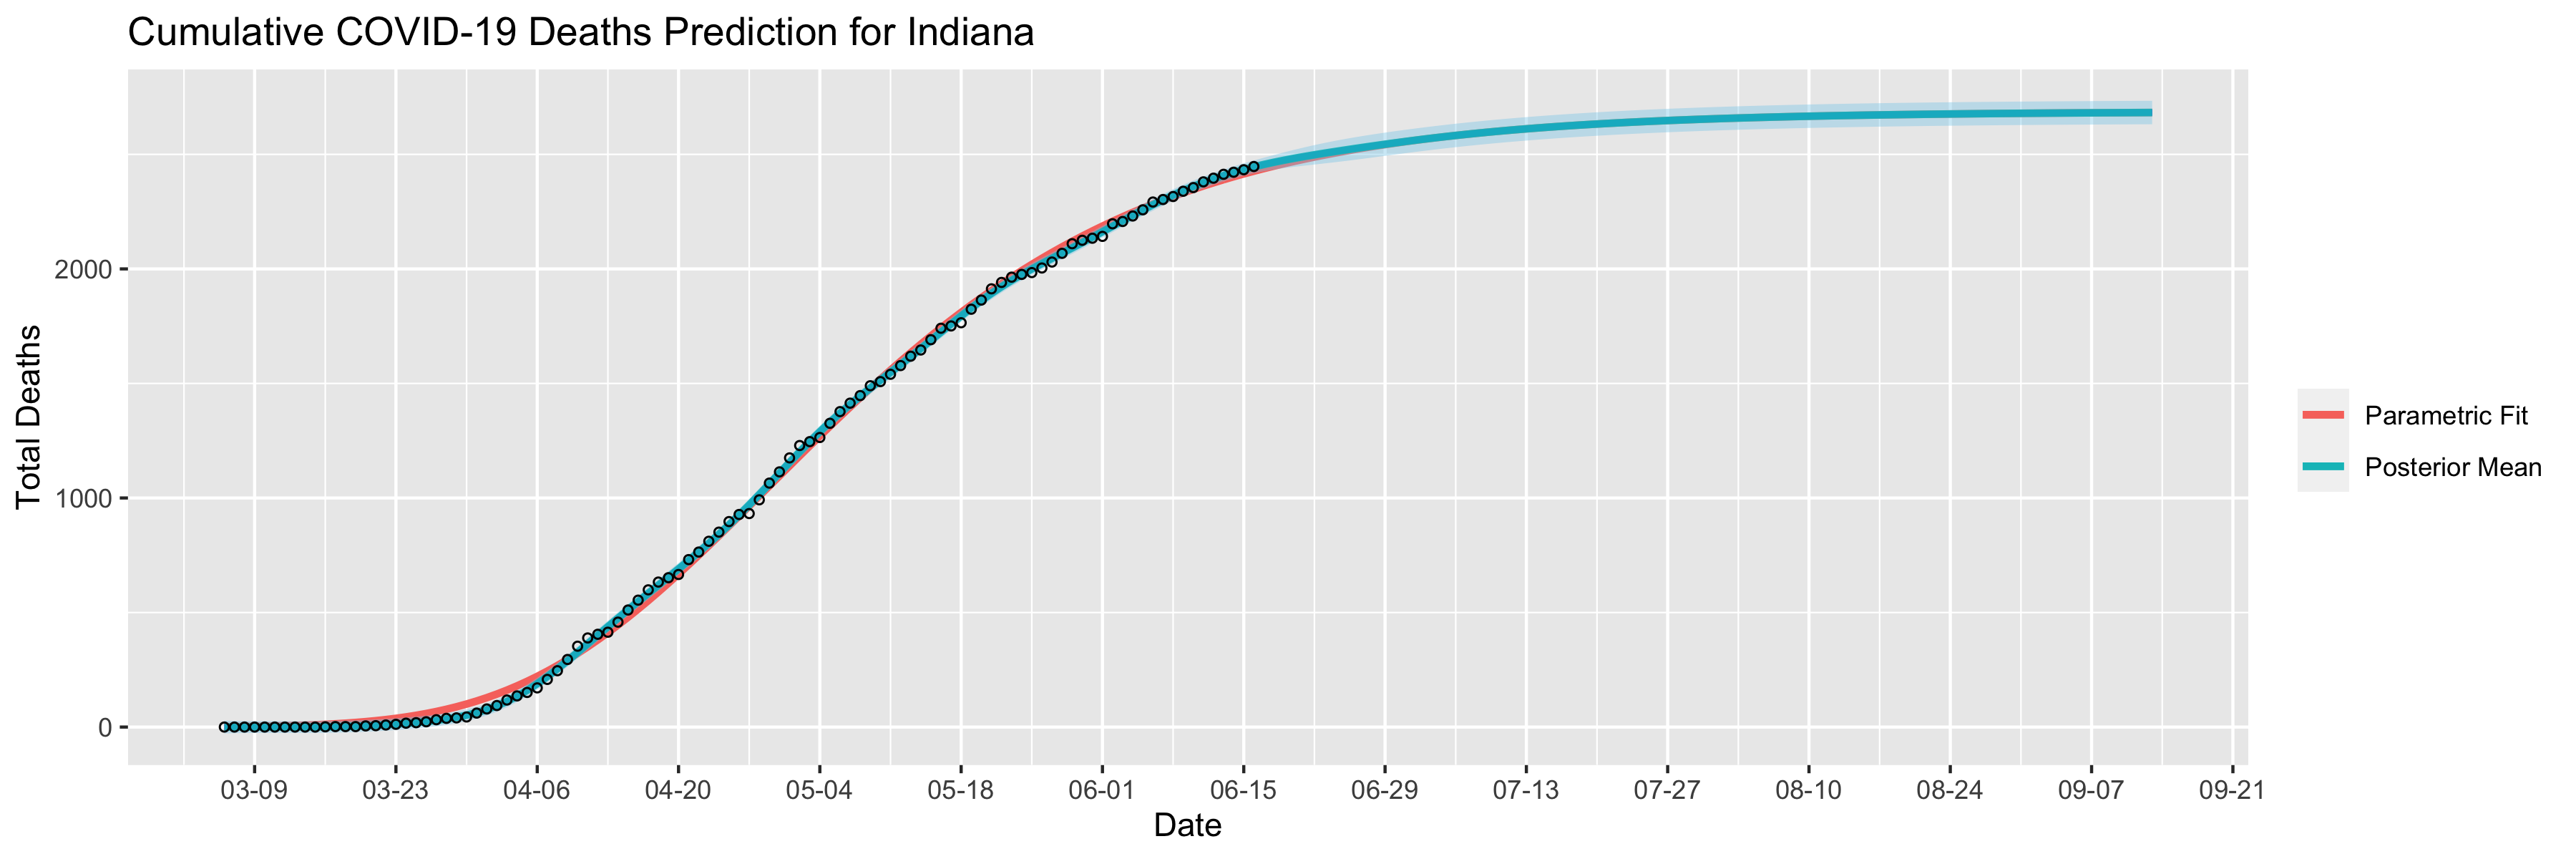 Cumulative COVID-19 Deaths Prediction for Indiana
Total Deaths
2000
1000
0
Parametric Fit
Posterior Mean
03-09 03-23 04-06 04-20 05-04 05-18 06-01 06-15 06-29 07-13 07-27 08-10 08-24 09-07 09-21
Date